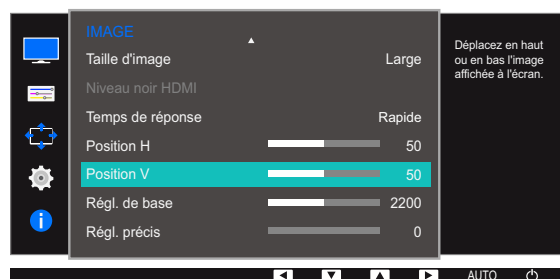 IMAGE
Taille d'image Large
Niveau noir HDMI
Temps de réponse Rapide
Position H 50
Position V 50
Régl. de base 2200
Régl. précis 0
Déplacez en haut
ou en bas l'image
affichée à l'écran.
AUTO